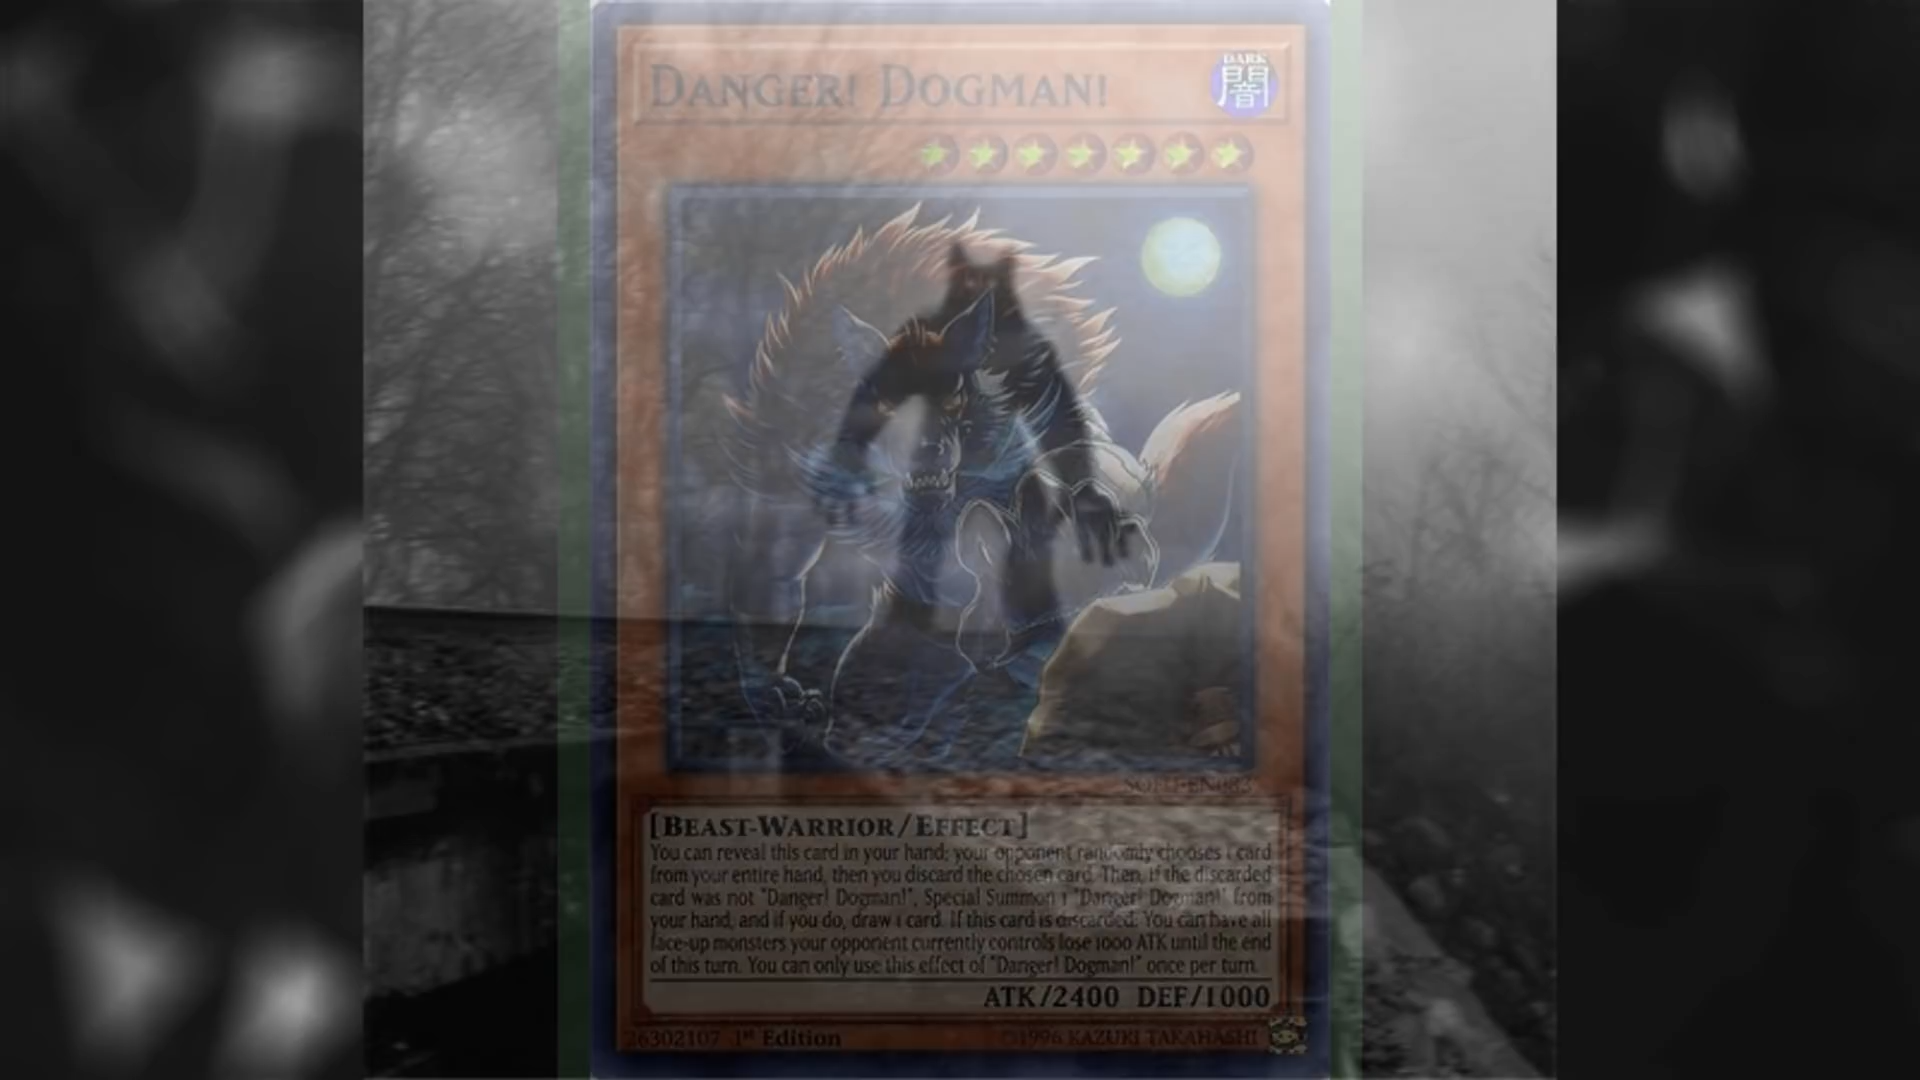 DANGER! DOGMAN!
DARK
闇
SOFU-EN083
[BEAST-WARRIOR/EFFECT]
You can reveal this card in your hand; your opponent randomly chooses 1 card
from your entire hand, then you discard the chosen card. Then, if the discarded
card was not "Danger! Dogman!", Special Summon 1 "Danger! Dogman!" from
your hand, and if you do, draw 1 card. If this card is discarded: You can have all
face-up monsters your opponent currently controls lose 1000 ATK until the end
of this turn. You can only use this effect of "Danger! Dogman!" once per turn.
ATK/2400 DEF/1000
26302107 1st Edition ©1996 KAZUKI TAKAHASHI